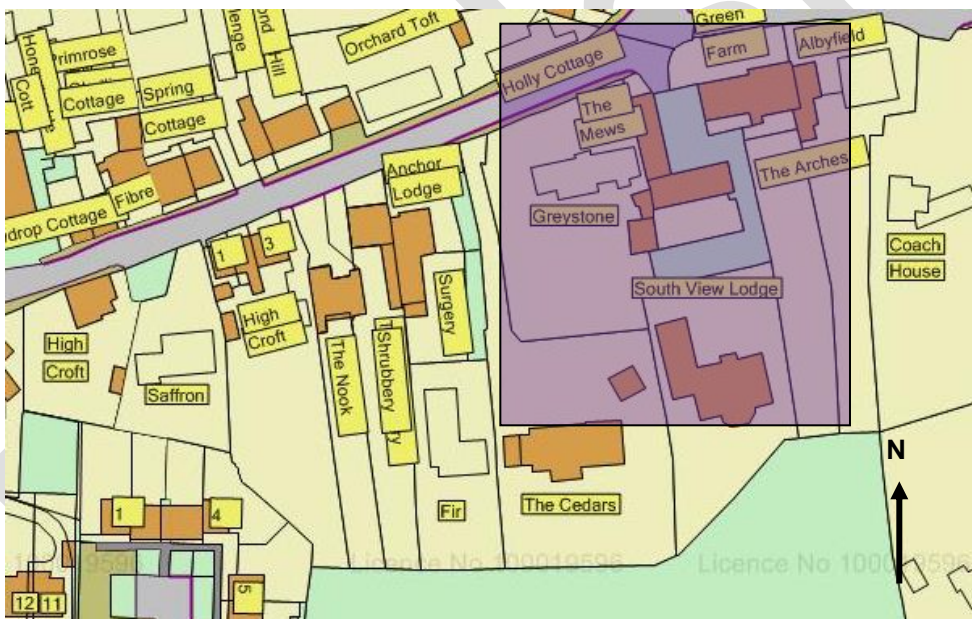 Primrose
Cottage
Cott
Spring
Cottage
Hill
Orchard Toft
Holly Cottage
Green
Farm
Albyfield
The
Mews
Anchor
Lodge
The Arches
Fibre
Greystone
Coach
House
1
3
South View Lodge
Surgery
High
Croft
High
Croft
The Nook
Shrubbery
Saffron
N
1
4
Fir
The Cedars
Licence No 100019596
Licence No
5
12
11